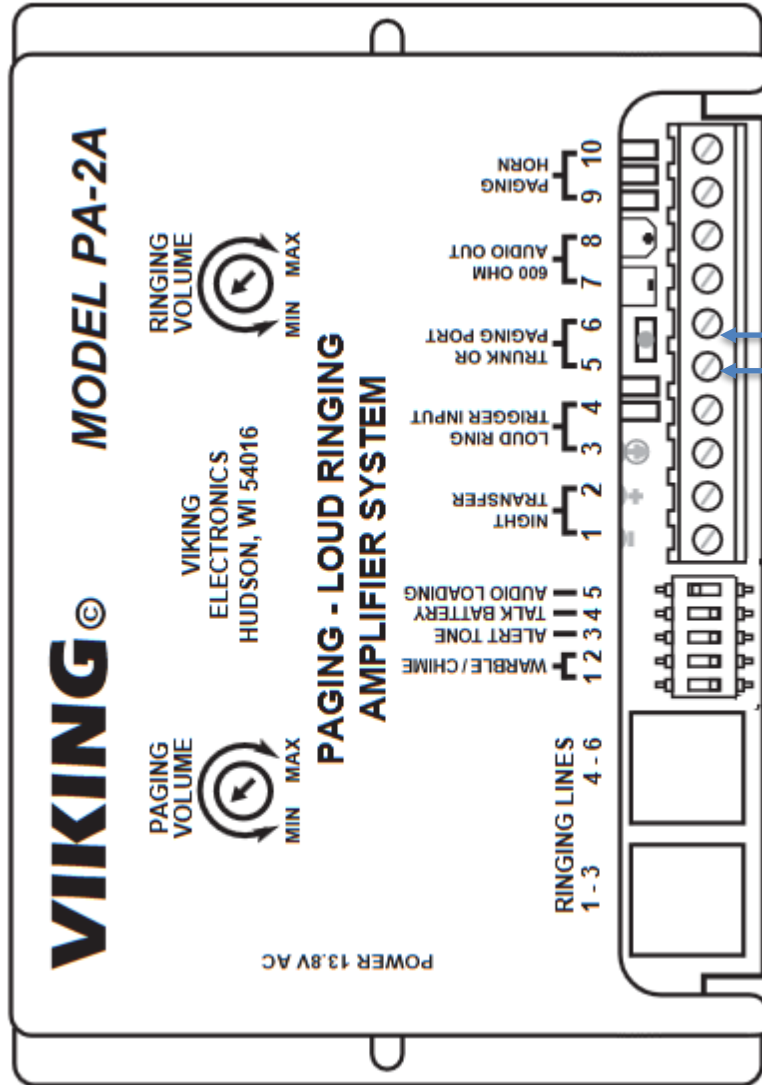 VIKING©
MODEL PA-2A
PAGING
VOLUME
MIN MAX
VIKING
ELECTRONICS
HUDSON, WI 54016
RINGING
VOLUME
MIN MAX
PAGING - LOUD RINGING
AMPLIFIER SYSTEM
POWER 13.8V AC
RINGING LINES
1 - 3 4 - 6
WARBLE / CHIME
1 2
ALERT TONE
3
TALK BATTERY
4
AUDIO LOADING
5
NIGHT
TRANSFER
1 2
LOUD RING
TRIGGER INPUT
3 4
TRUNK OR
PAGING PORT
5 6
600 OHM
AUDIO OUT
7 8
PAGING
HORN
9 10